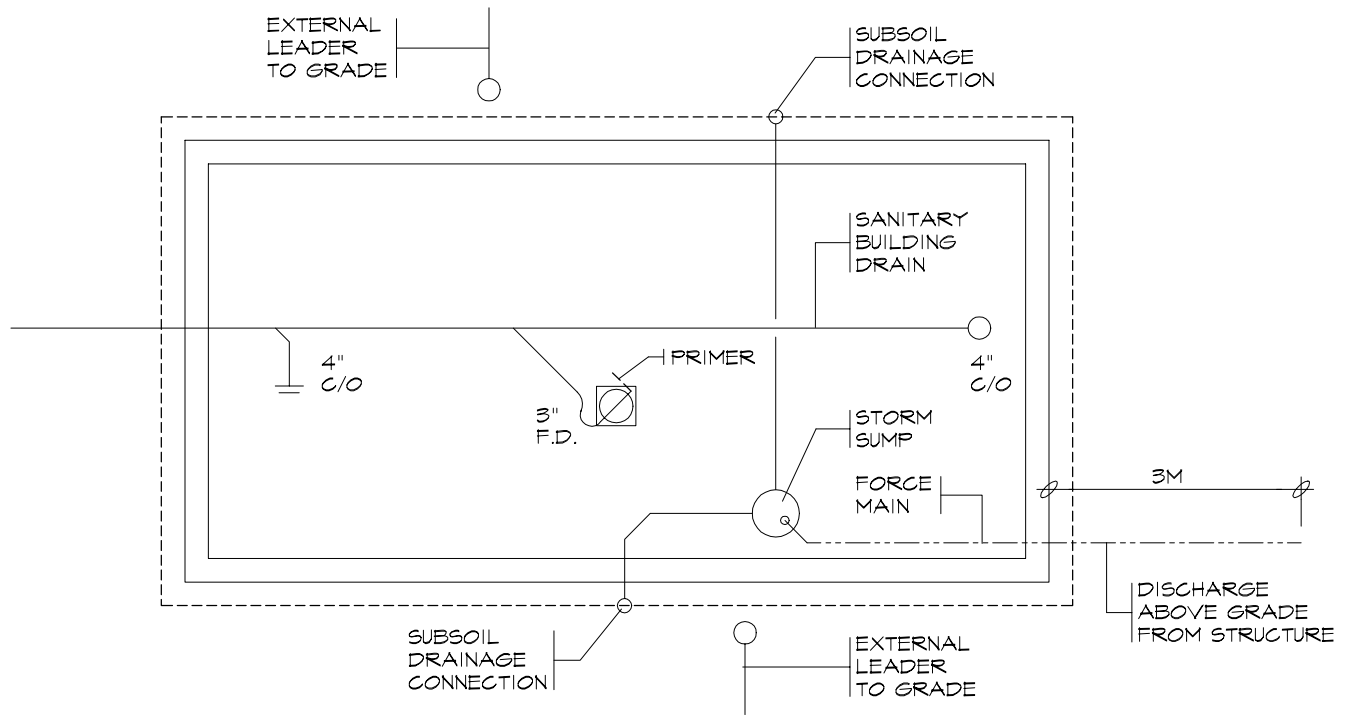 EXTERNAL
LEADER
TO GRADE
SUBSOIL
DRAINAGE
CONNECTION
SANITARY
BUILDING
DRAIN
4"
C/O
PRIMER
3"
F.D.
4"
C/O
STORM
SUMP
FORCE
MAIN
3M
DISCHARGE
ABOVE GRADE
FROM STRUCTURE
SUBSOIL
DRAINAGE
CONNECTION
EXTERNAL
LEADER
TO GRADE